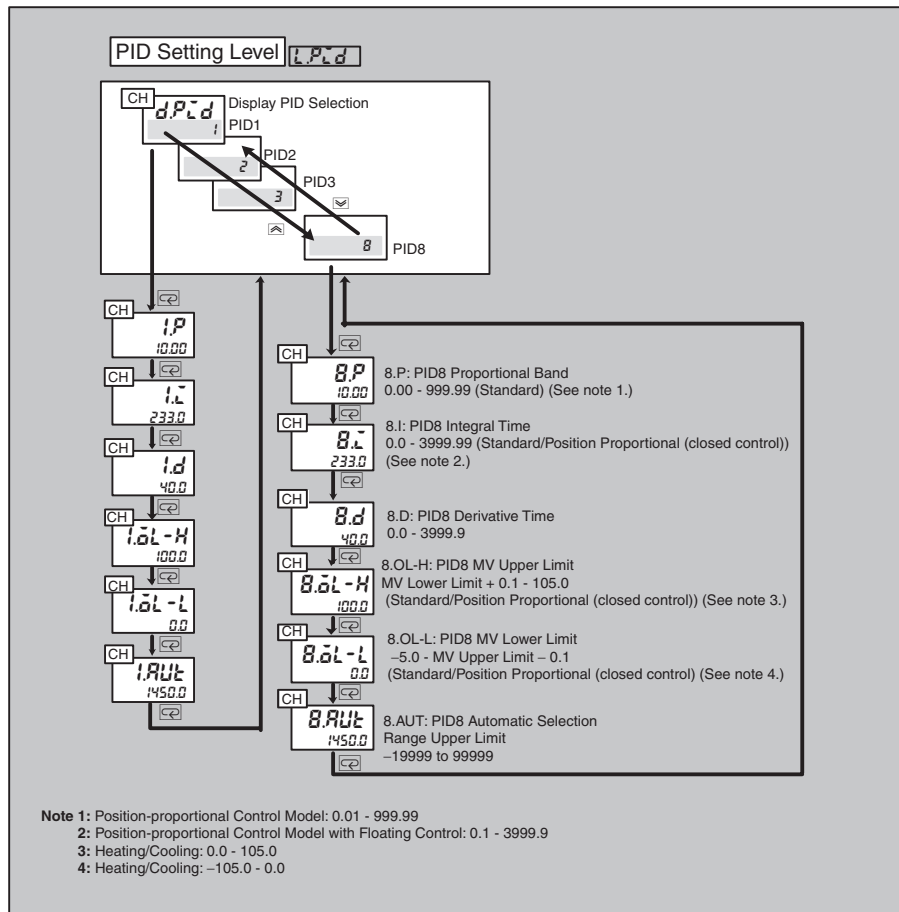 PID Setting Level L.PId
CH
d.PId Display PID Selection
1 PID1
2 PID2
3 PID3
8 PID8
CH
1.P
10.00
CH
1.I
233.0
CH
1.d
40.0
CH
1.oL-H
100.0
CH
1.oL-L
0.0
CH
1.AUt
1450.0
CH
8.P
10.00
8.P: PID8 Proportional Band
0.00 - 999.99 (Standard) (See note 1.)
CH
8.I
233.0
8.I: PID8 Integral Time
0.0 - 3999.99 (Standard/Position Proportional (closed control))
(See note 2.)
CH
8.d
40.0
8.D: PID8 Derivative Time
0.0 - 3999.9
CH
8.oL-H
100.0
8.OL-H: PID8 MV Upper Limit
MV Lower Limit + 0.1 - 105.0
(Standard/Position Proportional (closed control)) (See note 3.)
CH
8.oL-L
0.0
8.OL-L: PID8 MV Lower Limit
–5.0 - MV Upper Limit – 0.1
(Standard/Position Proportional (closed control) (See note 4.)
CH
8.AUt
1450.0
8.AUT: PID8 Automatic Selection
Range Upper Limit
–19999 to 99999
Note 1: Position-proportional Control Model: 0.01 - 999.99
2: Position-proportional Control Model with Floating Control: 0.1 - 3999.9
3: Heating/Cooling: 0.0 - 105.0
4: Heating/Cooling: –105.0 - 0.0